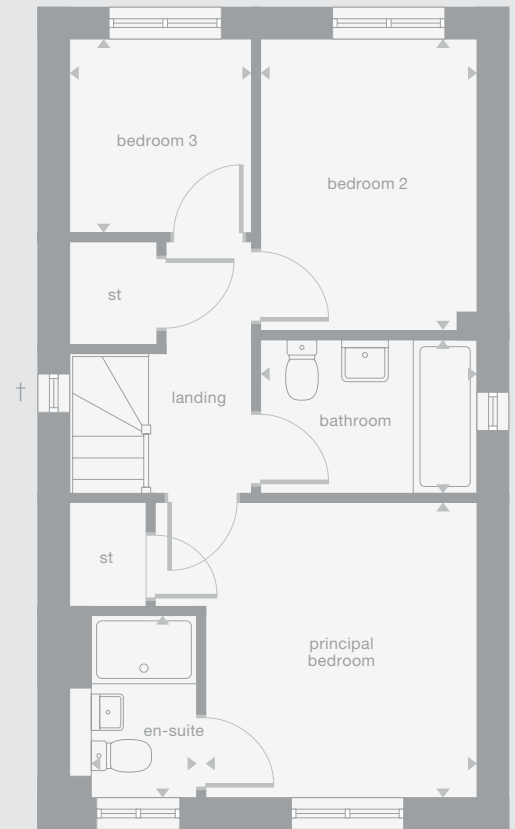 bedroom 3
bedroom 2
st
†
landing
bathroom
st
principal
bedroom
en-suite